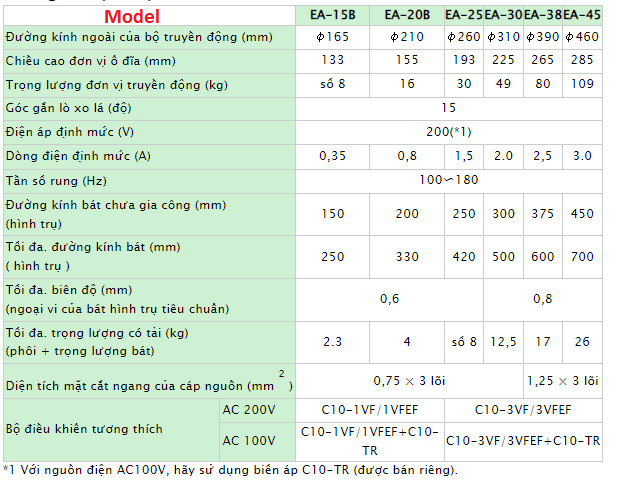 Model EA-15B EA-20B EA-25 EA-30 EA-38 EA-45
Đường kính ngoài của bộ truyền động (mm) ϕ165 ϕ210 ϕ260 ϕ310 ϕ390 ϕ460
Chiều cao đơn vị ổ đĩa (mm) 133 155 193 225 265 285
Trọng lượng đơn vị truyền động (kg) số 8 16 30 49 80 109
Góc gắn lò xo lá (độ) 15
Điện áp định mức (V) 200(*1)
Dòng điện định mức (A) 0,35 0,8 1,5 2.0 2,5 3.0
Tần số rung (Hz) 100∽180
Đường kính bát chưa gia công (mm)
(hình trụ) 150 200 250 300 375 450
Tối đa. đường kính bát (mm)
( hình trụ ) 250 330 420 500 600 700
Tối đa. biên độ (mm)
(ngoại vi của bát hình trụ tiêu chuẩn) 0,6 0,8
Tối đa. trọng lượng có tải (kg)
(phôi + trọng lượng bát) 2.3 4 số 8 12,5 17 26
Diện tích mặt cắt ngang của cáp nguồn (mm 2 ) 0,75 × 3 lõi 1,25 × 3 lõi
Bộ điều khiển tương thích
AC 200V C10-1VF/1VFEF C10-3VF/3VFEF
AC 100V C10-1VF/1VFEF+C10-
TR C10-3VF/3VFEF+C10-TR
*1 Với nguồn điện AC100V, hãy sử dụng biến áp C10-TR (được bán riêng).